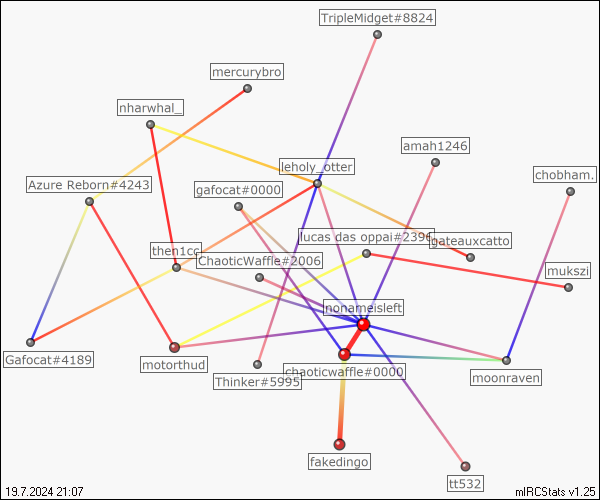 TripleMidget#8824
mercurybro
nharwhal_
amah1246
leholy_otter
chobham.
Azure Reborn#4243
gafocat#0000
lucas das oppai#2396
gateauxcatto
then1cc
ChaoticWaffle#2006
mukszi
nonameisleft
Gafocat#4189
motorthud
Thinker#5995
chaoticwaffle#0000
moonraven
fakedingo
tt532
19.7.2024 21:07
mIRCStats v1.25